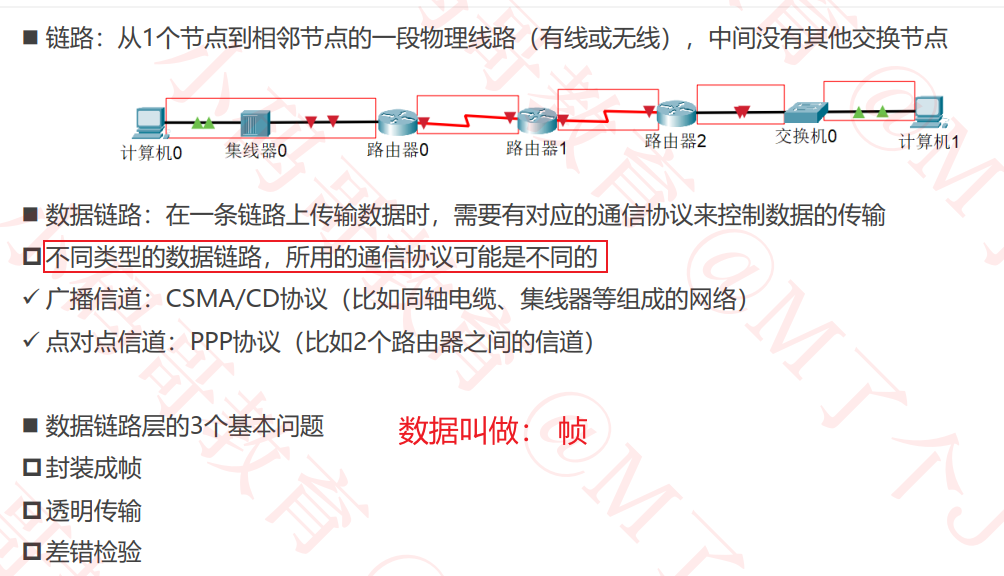 ■ 链路：从1个节点到相邻节点的一段物理线路（有线或无线），中间没有其他交换节点
计算机0 集线器0 路由器0 路由器1 路由器2 交换机0 计算机1
■ 数据链路：在一条链路上传输数据时，需要有对应的通信协议来控制数据的传输
□ 不同类型的数据链路，所用的通信协议可能是不同的
✓ 广播信道：CSMA/CD协议（比如同轴电缆、集线器等组成的网络）
✓ 点对点信道：PPP协议（比如2个路由器之间的信道）
■ 数据链路层的3个基本问题
数据叫做： 帧
□ 封装成帧
□ 透明传输
□ 差错检验
小码哥教育 @M了个J